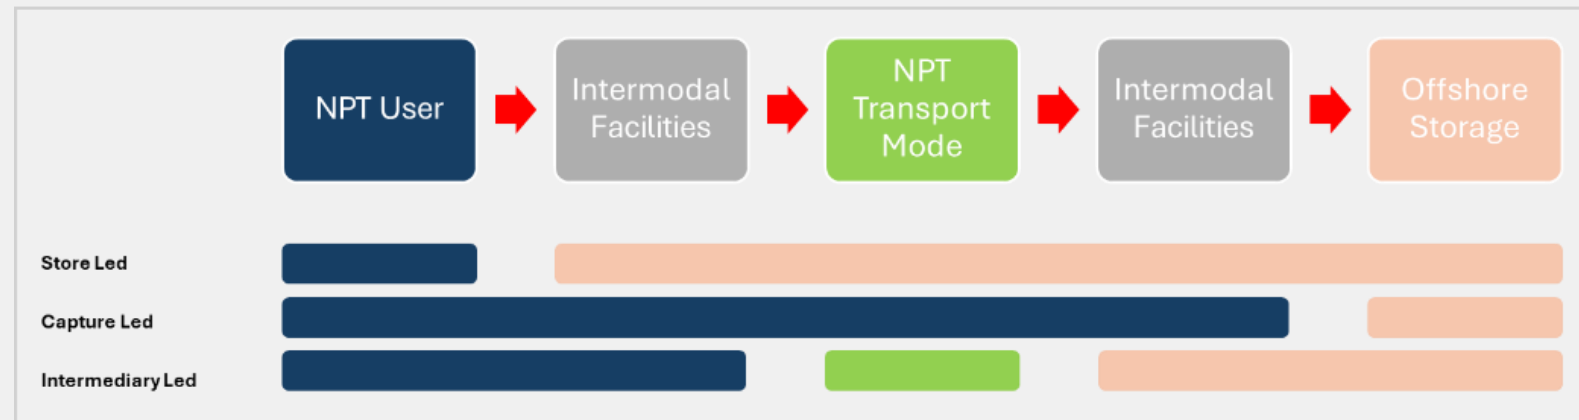 NPT User
Intermodal
Facilities
NPT
Transport
Mode
Intermodal
Facilities
Offshore
Storage
Store Led
Capture Led
Intermediary Led